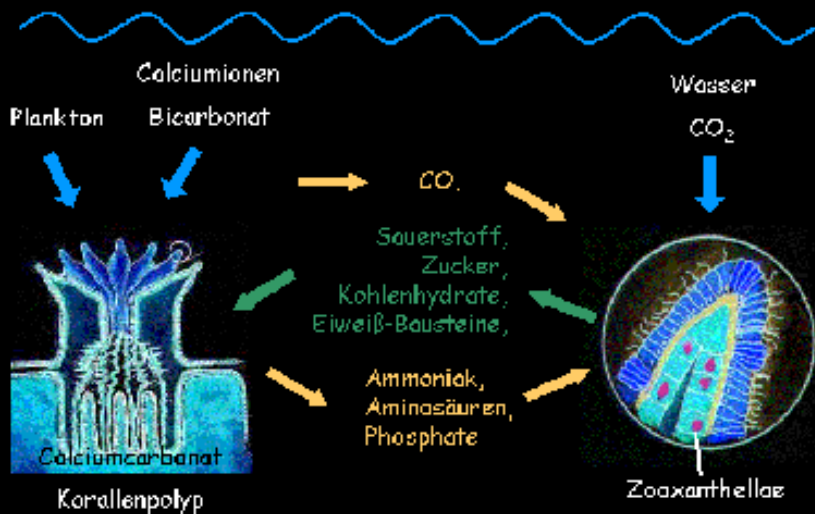 Calciumionen
Plankton
Bicarbonat
Wasser
CO₂
CO.
Sauerstoff,
Zucker,
Kohlenhydrate,
Eiweiß-Bausteine,
Ammoniak,
Aminosäuren,
Phosphate
Calciumcarbonat
Korallenpolyp
Zooxanthellae